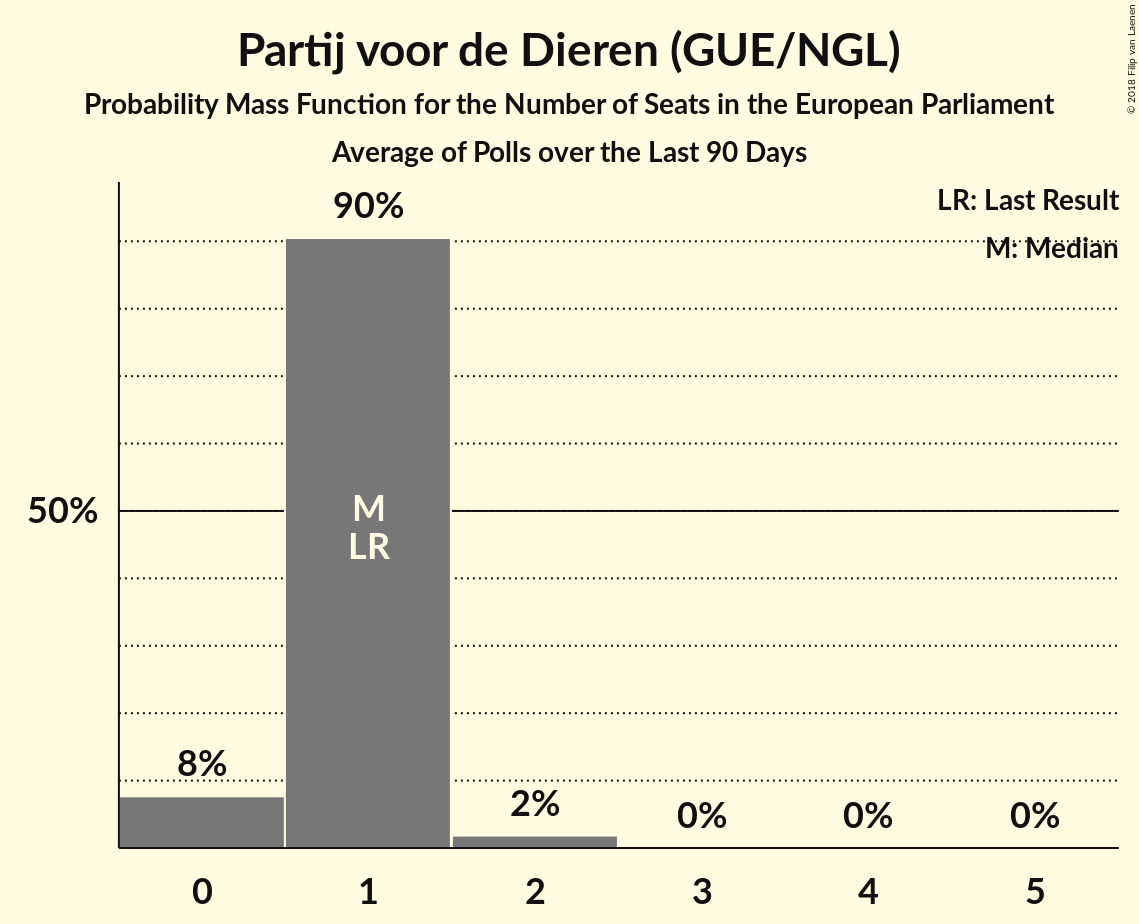 Partij voor de Dieren (GUE/NGL)
Probability Mass Function for the Number of Seats in the European Parliament
Average of Polls over the Last 90 Days
© 2018 Filip van Laenen
LR: Last Result
M: Median
90%
50%
M
LR
8%
2%
0%
0%
0%
0
1
2
3
4
5